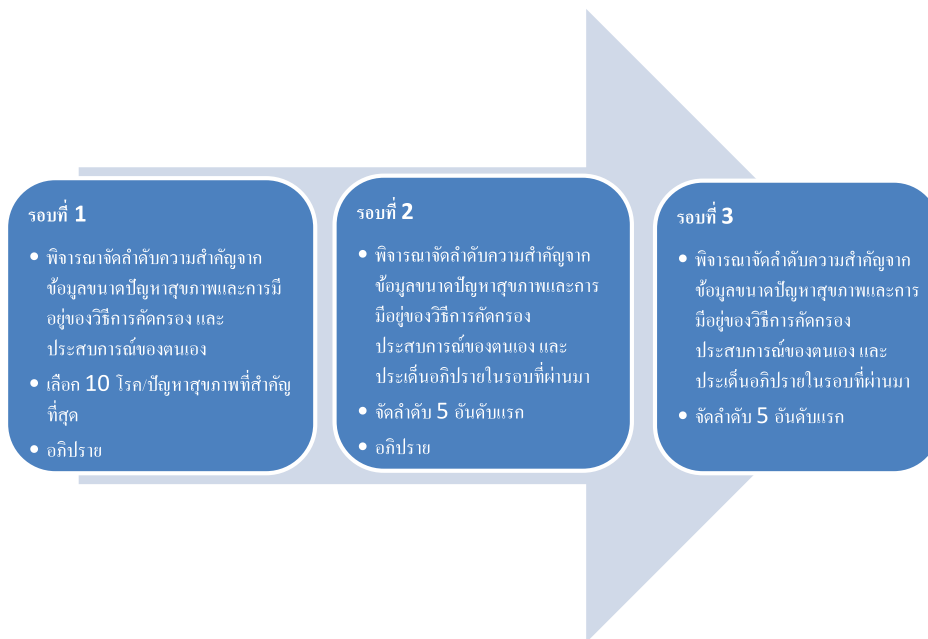 รอบที่ 1
• พิจารณาจัดลำดับความสำคัญจาก
ข้อมูลขนาดปัญหาสุขภาพและการมี
อยู่ของวิธีการคัดกรอง และ
ประสบการณ์ของตนเอง
• เลือก 10 โรค/ปัญหาสุขภาพที่สำคัญ
ที่สุด
• อภิปราย
รอบที่ 2
• พิจารณาจัดลำดับความสำคัญจาก
ข้อมูลขนาดปัญหาสุขภาพและการ
มีอยู่ของวิธีการคัดกรอง
ประสบการณ์ของตนเอง และ
ประเด็นอภิปรายในรอบที่ผ่านมา
• จัดลำดับ 5 อันดับแรก
• อภิปราย
รอบที่ 3
• พิจารณาจัดลำดับความสำคัญจาก
ข้อมูลขนาดปัญหาสุขภาพและการ
มีอยู่ของวิธีการคัดกรอง
ประสบการณ์ของตนเอง และ
ประเด็นอภิปรายในรอบที่ผ่านมา
• จัดลำดับ 5 อันดับแรก